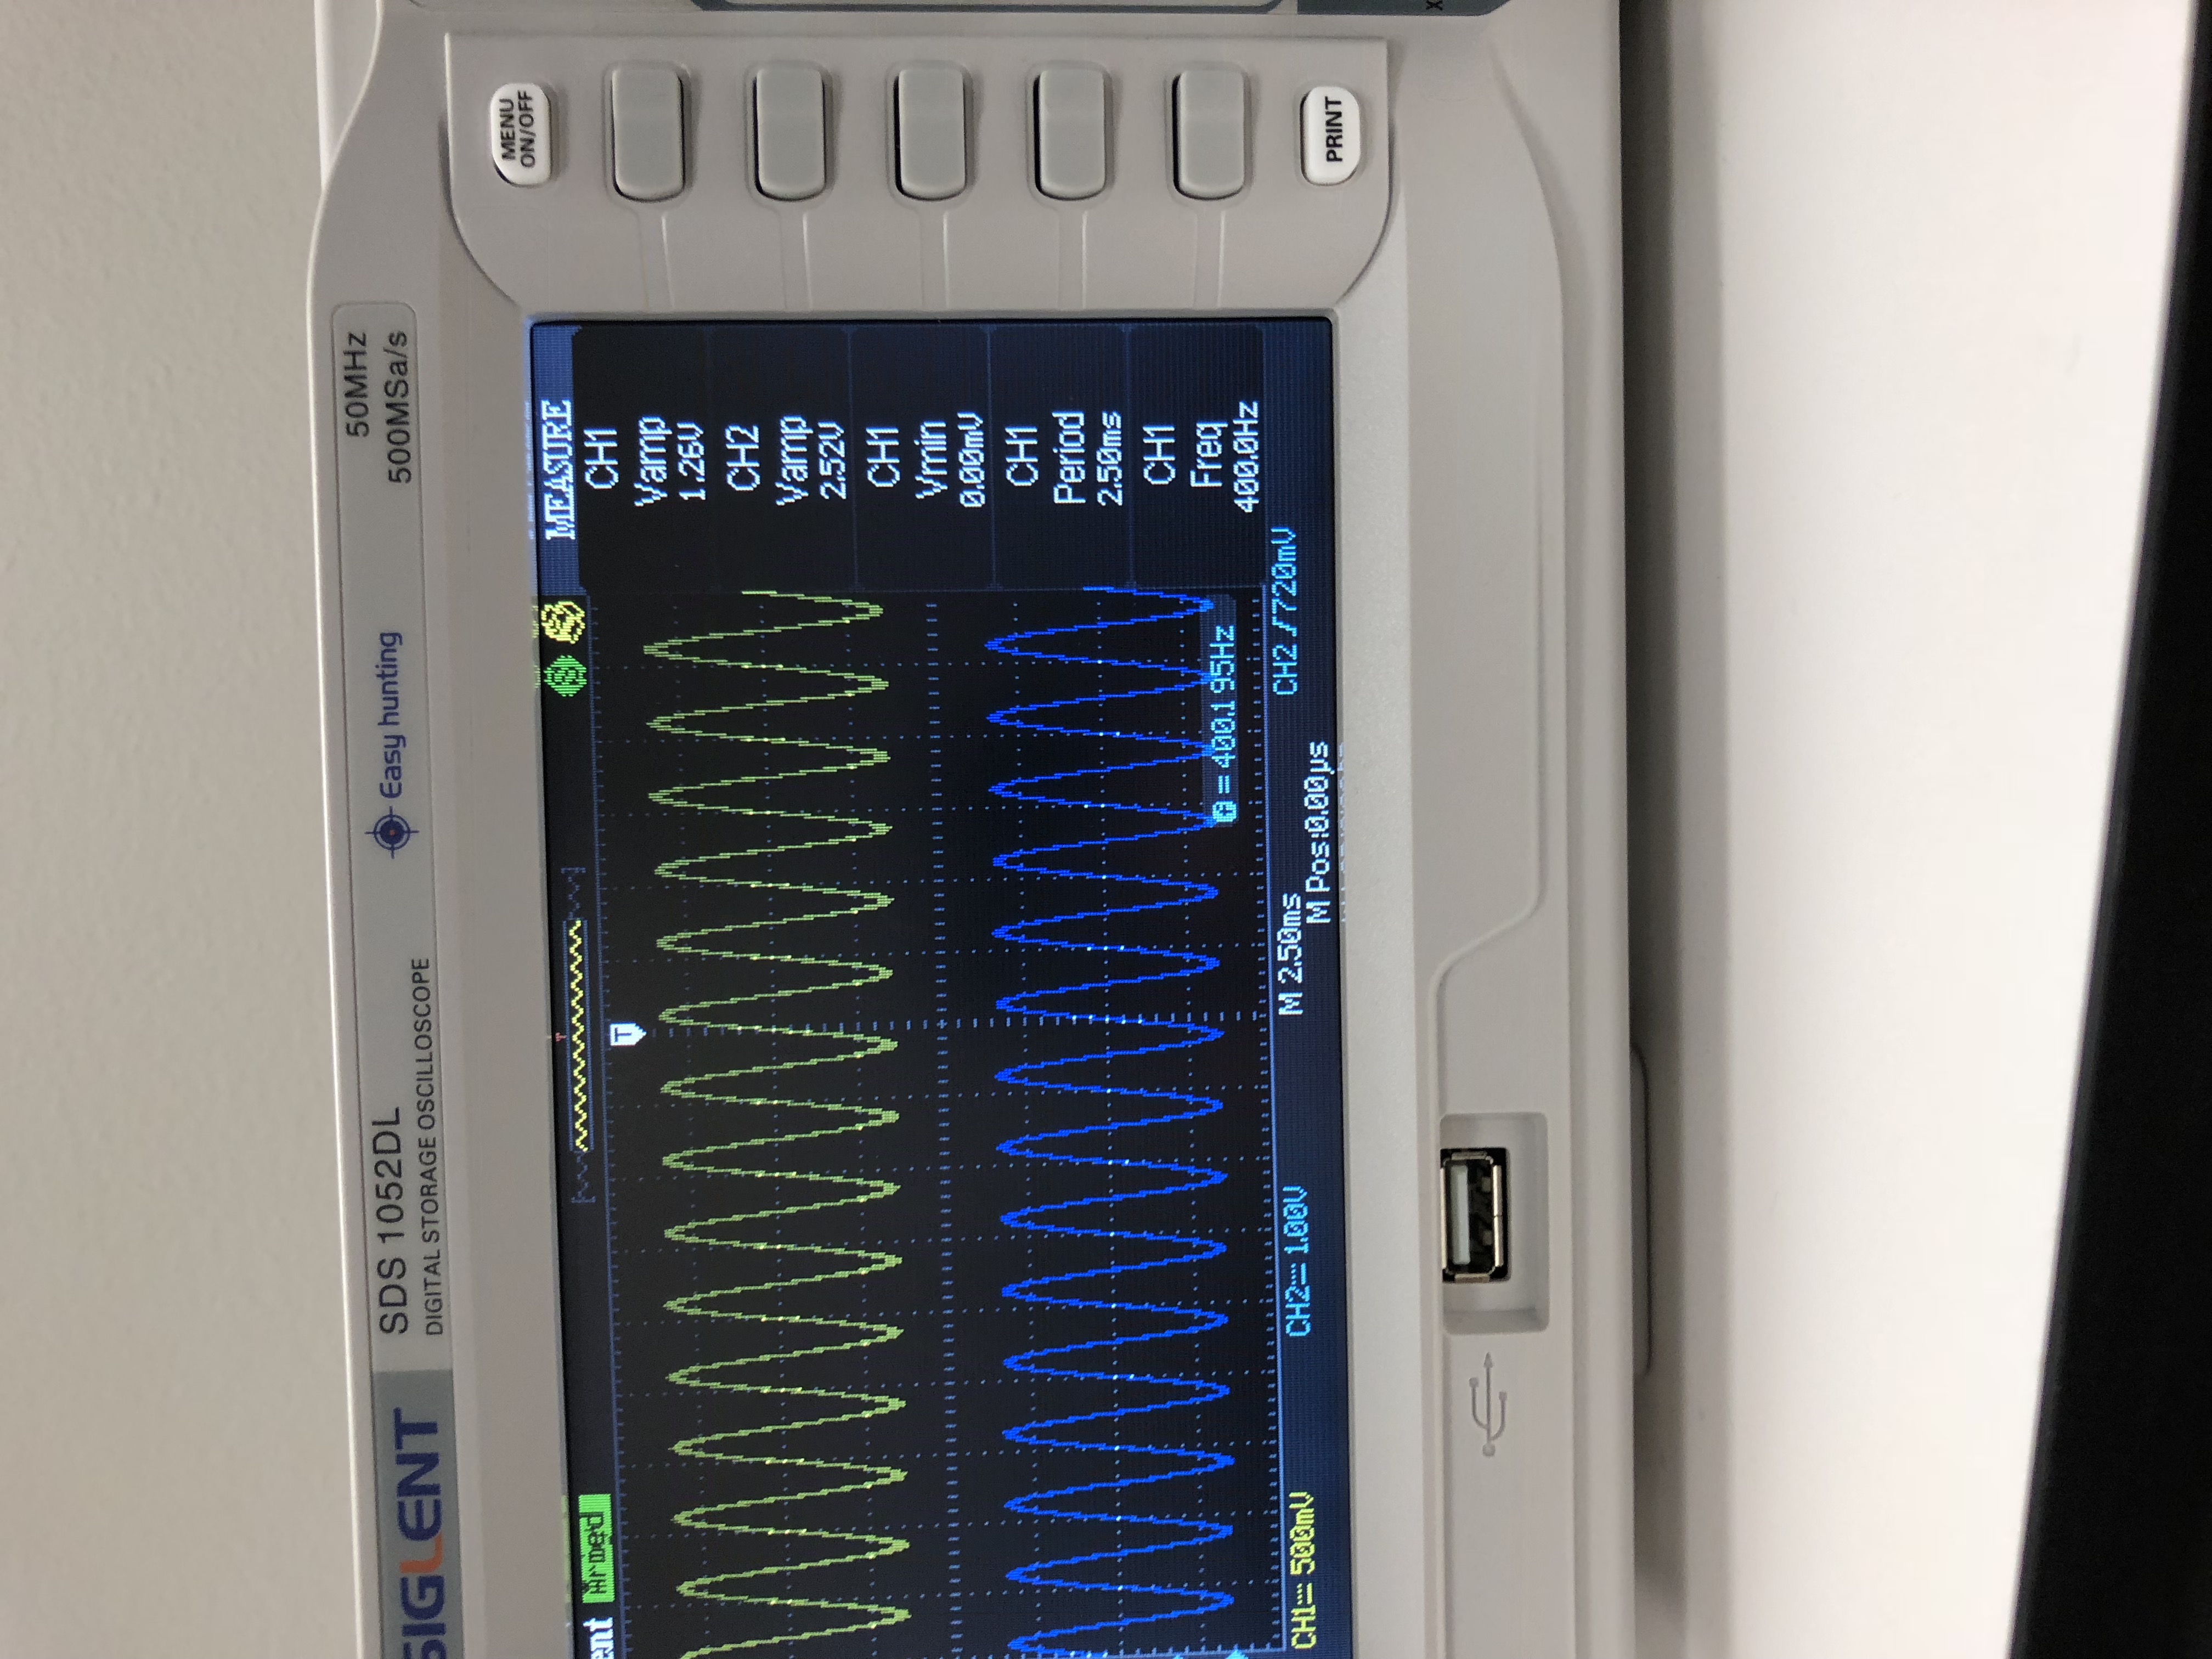 SIGLENT
SDS 1052DL
DIGITAL STORAGE OSCILLOSCOPE
Easy hunting
50MHz
500MSa/s
MENU
ON/OFF
ent
T
MEASURE
CH1
Vamp
1.26V
CH2
Vamp
2.52V
CH1
Vmin
0.00mV
CH1
Period
2.50ms
CH1
Freq
400.0Hz
= 400.195Hz
CH1 500mV
CH2 1.00V
M 2.50ms
CH2 720mV
M Pos:0.00µs
PRINT
X